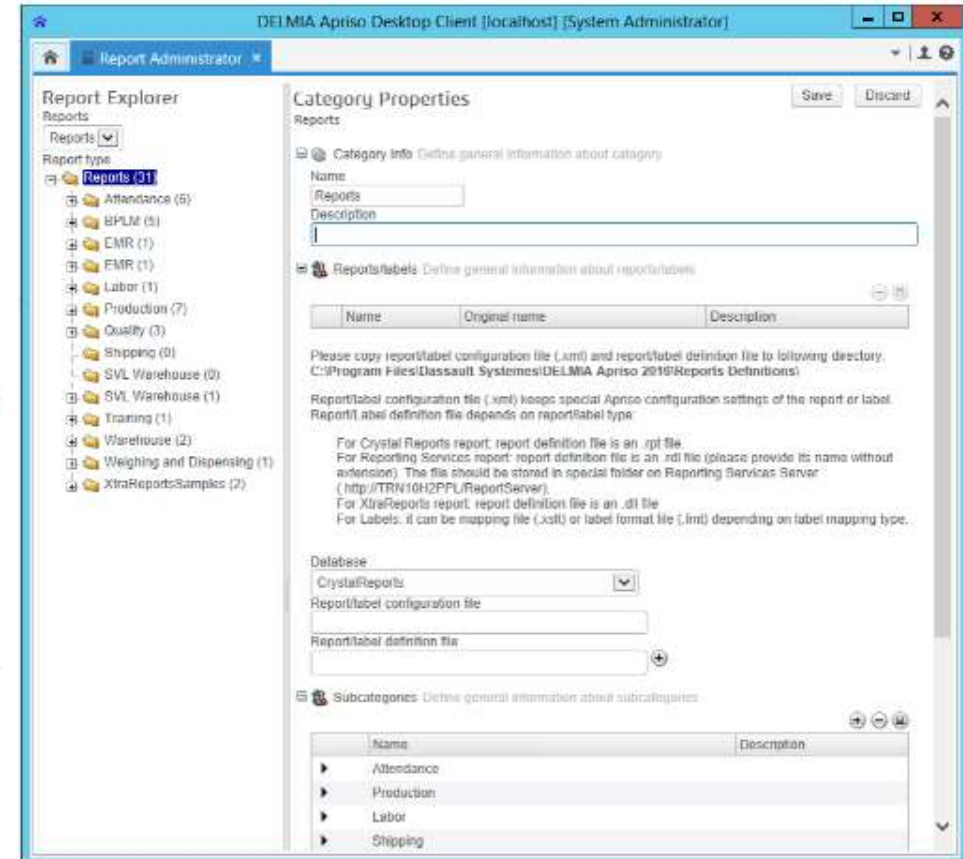 DELMIA Apriso Desktop Client [localhost] [System Administrator]
Report Administrator
Report Explorer
Reports
Reports
Report type
Reports (31)
Attendance (5)
BPLM (5)
EMR (1)
EMR (1)
Labor (1)
Production (7)
Quality (3)
Shipping (0)
SVL Warehouse (0)
SVL Warehouse (1)
Training (1)
Warehouse (2)
Weighing and Dispensing (1)
XtraReportsSamples (2)
Category Properties
Save
Discard
Reports
Category Info Define general information about category
Name
Reports
Description
Reports/labels Define general information about reports/labels
Name Original name Description
Please copy report/label configuration file (.xml) and report/label definition file to following directory.
C:\Program Files\Dassault Systemes\DELMIA Apriso 2016\Reports Definitions\
Report/label configuration file (.xml) keeps special Apriso configuration settings of the report or label.
Report/Label definition file depends on report/label type:
For Crystal Reports report: report definition file is an .rpt file.
For Reporting Services report: report definition file is an .rdl file (please provide its name without
extension). The file should be stored in special folder on Reporting Services Server
( http://TRN10H2PPL/ReportServer).
For XtraReports report: report definition file is an .dll file
For Labels: it can be mapping file (.xslt) or label format file (.lmt) depending on label mapping type.
Database
CrystalReports
Report/label configuration file
Report/label definition file
Subcategories Define general information about subcategories
Name Description
Attendance
Production
Labor
Shipping